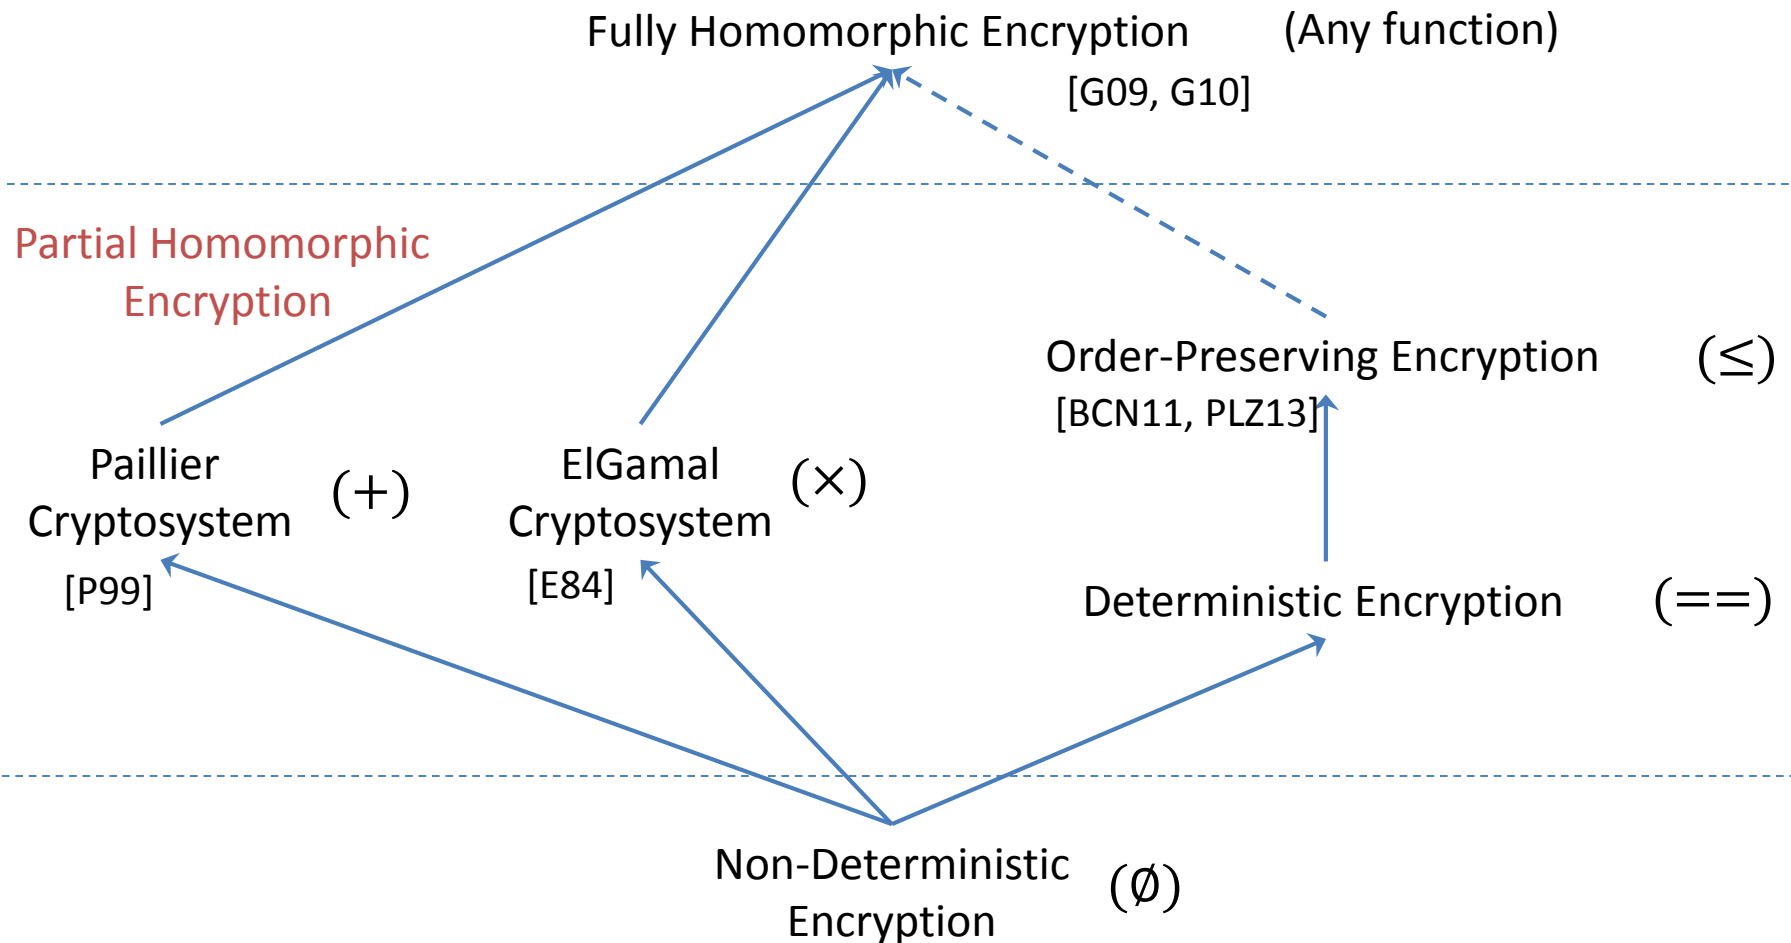 Fully Homomorphic Encryption (Any function)
[G09, G10]
Partial Homomorphic
Encryption
Order-Preserving Encryption (≤)
[BCN11, PLZ13]
Paillier
Cryptosystem (+)
[P99]
ElGamal
Cryptosystem (×)
[E84]
Deterministic Encryption (==)
Non-Deterministic
Encryption (∅)